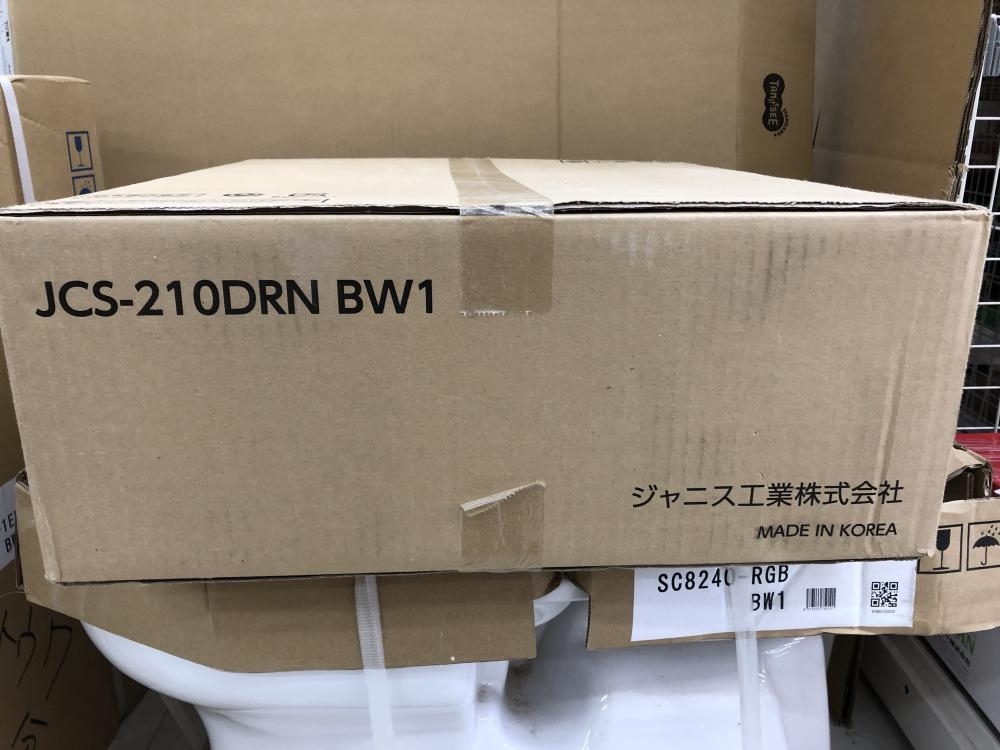 TANOSEE
JCS-210DRN BW1
ジャニス工業株式会社
MADE IN KOREA
SC8240-RGB
BW1